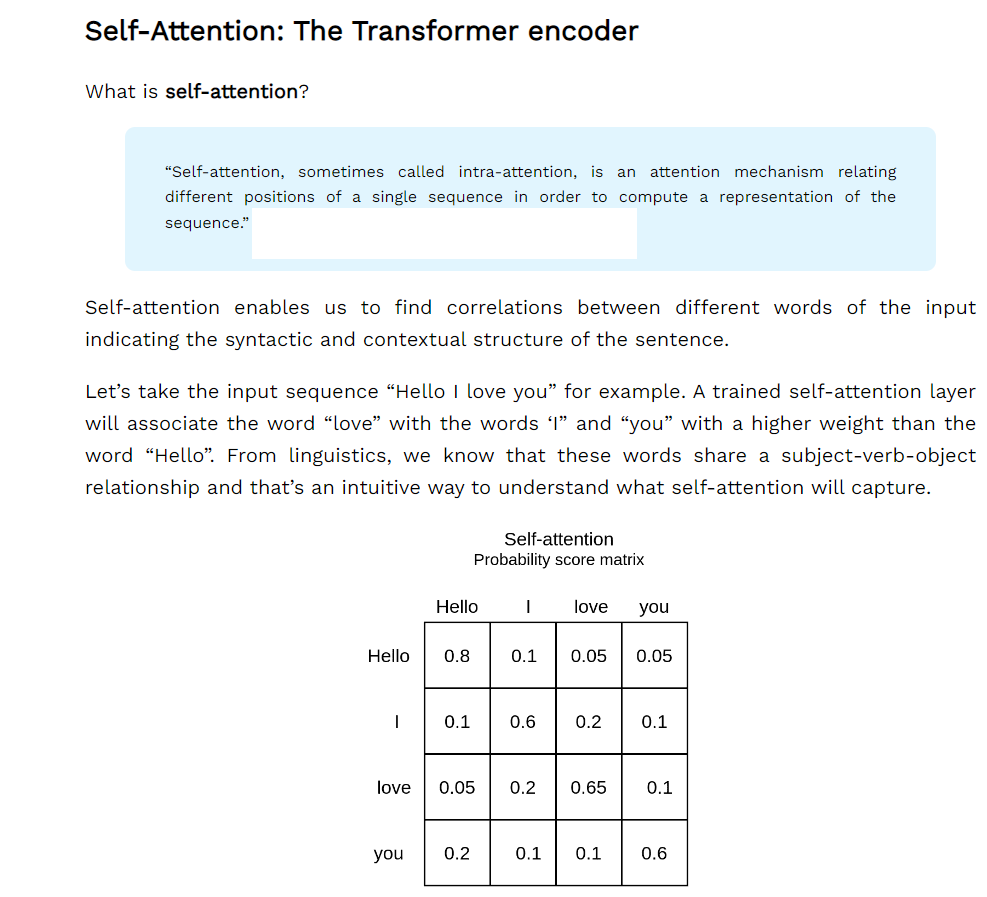 Self-Attention: The Transformer encoder
What is self-attention?
“Self-attention, sometimes called intra-attention, is an attention mechanism relating
different positions of a single sequence in order to compute a representation of the
sequence.”
Self-attention enables us to find correlations between different words of the input
indicating the syntactic and contextual structure of the sentence.
Let’s take the input sequence “Hello I love you” for example. A trained self-attention layer
will associate the word “love” with the words ‘I” and “you” with a higher weight than the
word “Hello”. From linguistics, we know that these words share a subject-verb-object
relationship and that’s an intuitive way to understand what self-attention will capture.
Self-attention
Probability score matrix
Hello I love you
Hello 0.8 0.1 0.05 0.05
I 0.1 0.6 0.2 0.1
love 0.05 0.2 0.65 0.1
you 0.2 0.1 0.1 0.6